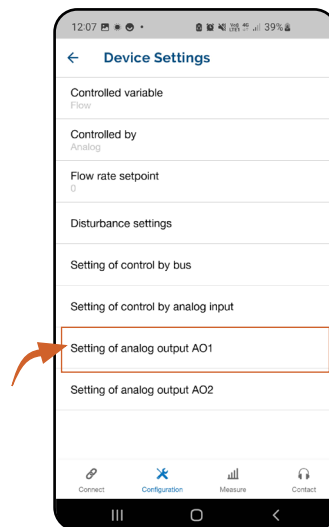 12:07
39%
Device Settings
Controlled variable
Flow
Controlled by
Analog
Flow rate setpoint
0
Disturbance settings
Setting of control by bus
Setting of control by analog input
Setting of analog output AO1
Setting of analog output AO2
Connect
Configuration
Measure
Contact